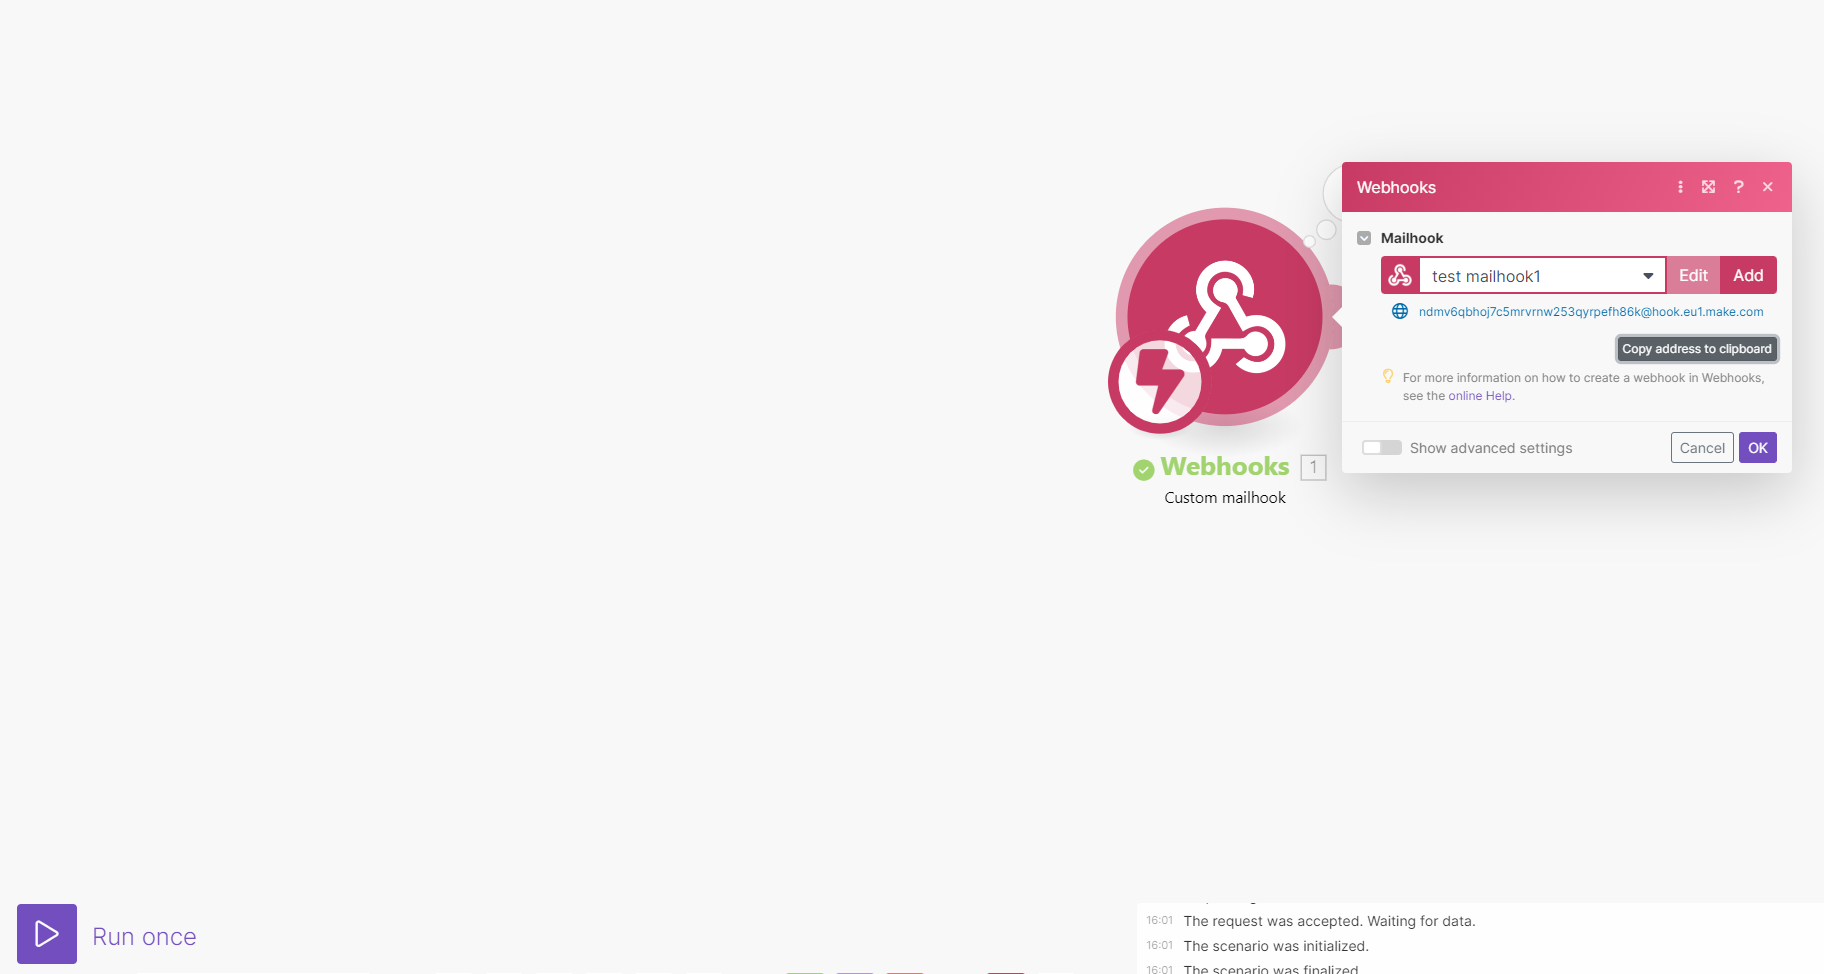 Webhooks
?
Mailhook
test mailhook1
Edit
Add
ndmv6qbhoj7c5mrvrnw253qyrpefh86k@hook.eu1.make.com
Copy address to clipboard
For more information on how to create a webhook in Webhooks,
see the online Help.
Show advanced settings
Cancel
OK
Webhooks 1
Custom mailhook
Run once
16:01 The request was accepted. Waiting for data.
16:01 The scenario was initialized.
16:01 The scenario was finalized.